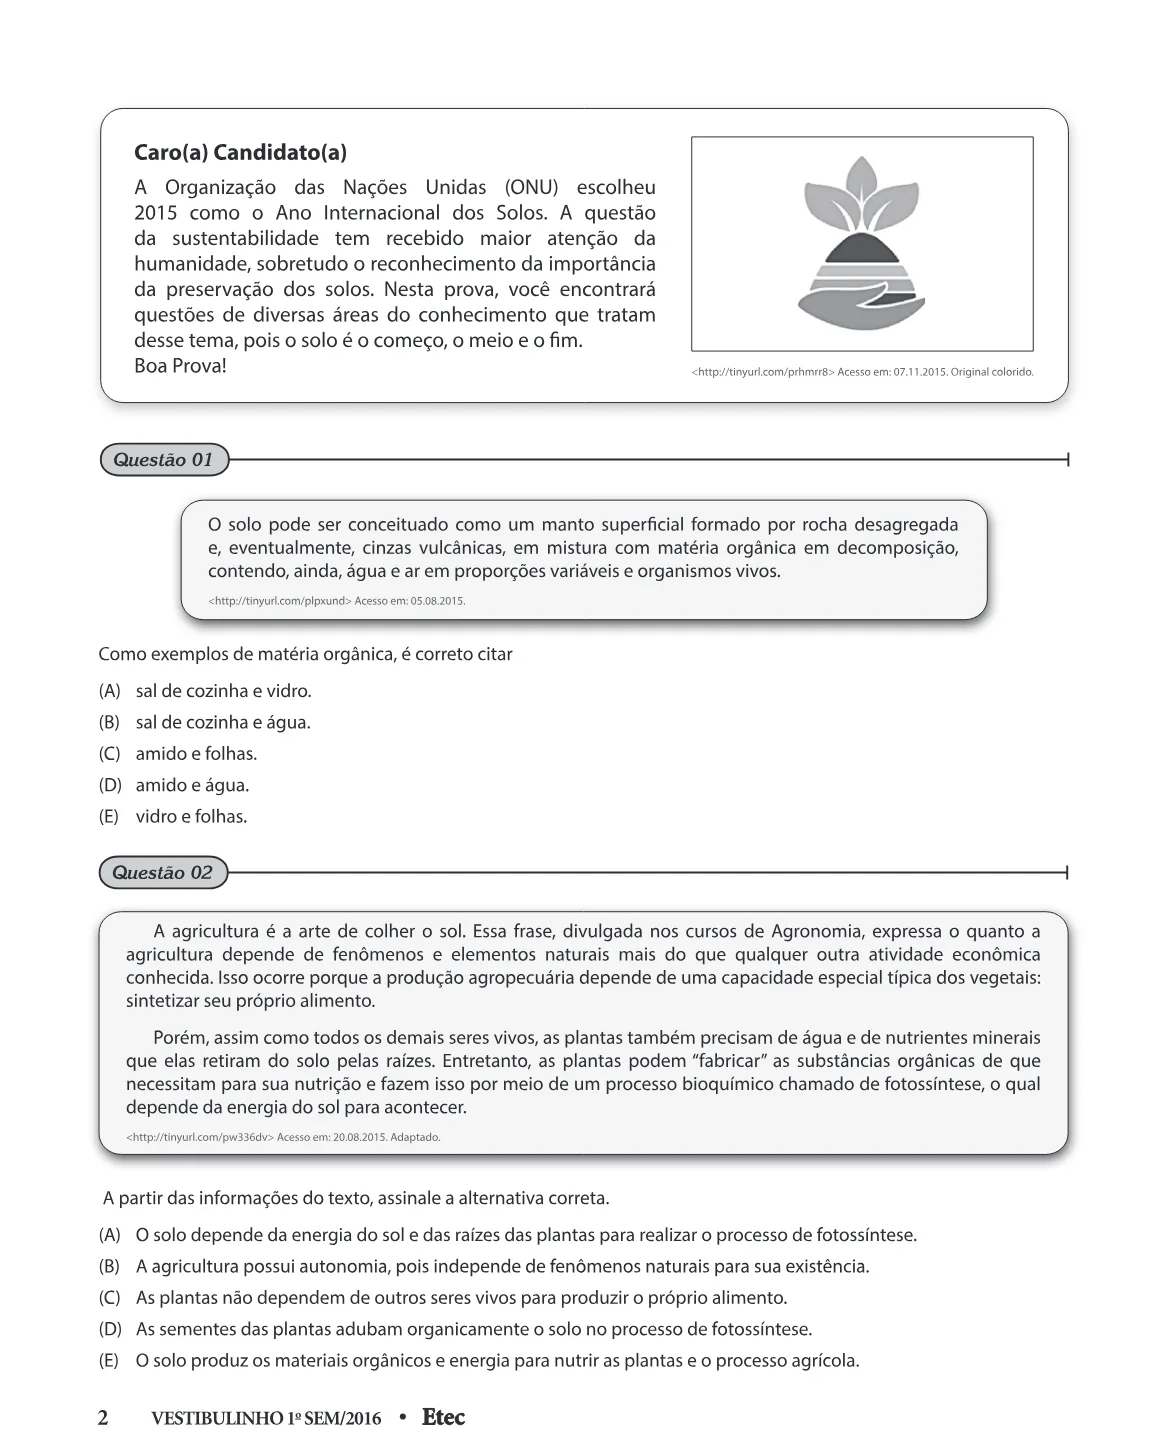 Caro(a) Candidato(a)
A Organização das Nações Unidas (ONU) escolheu
2015 como o Ano Internacional dos Solos. A questão
da sustentabilidade tem recebido maior atenção da
humanidade, sobretudo o reconhecimento da importância
da preservação dos solos. Nesta prova, você encontrará
questões de diversas áreas do conhecimento que tratam
desse tema, pois o solo é o começo, o meio e o fim.
Boa Prova!
<http://tinyurl.com/prhmrr8> Acesso em: 07.11.2015. Original colorido.
Questão 01
O solo pode ser conceituado como um manto superficial formado por rocha desagregada
e, eventualmente, cinzas vulcânicas, em mistura com matéria orgânica em decomposição,
contendo, ainda, água e ar em proporções variáveis e organismos vivos.
<http://tinyurl.com/plpxund> Acesso em: 05.08.2015.
Como exemplos de matéria orgânica, é correto citar
(A) sal de cozinha e vidro.
(B) sal de cozinha e água.
(C) amido e folhas.
(D) amido e água.
(E) vidro e folhas.
Questão 02
A agricultura é a arte de colher o sol. Essa frase, divulgada nos cursos de Agronomia, expressa o quanto a
agricultura depende de fenômenos e elementos naturais mais do que qualquer outra atividade econômica
conhecida. Isso ocorre porque a produção agropecuária depende de uma capacidade especial típica dos vegetais:
sintetizar seu próprio alimento.
Porém, assim como todos os demais seres vivos, as plantas também precisam de água e de nutrientes minerais
que elas retiram do solo pelas raízes. Entretanto, as plantas podem “fabricar” as substâncias orgânicas de que
necessitam para sua nutrição e fazem isso por meio de um processo bioquímico chamado de fotossíntese, o qual
depende da energia do sol para acontecer.
<http://tinyurl.com/pw336dv> Acesso em: 20.08.2015. Adaptado.
A partir das informações do texto, assinale a alternativa correta.
(A) O solo depende da energia do sol e das raízes das plantas para realizar o processo de fotossíntese.
(B) A agricultura possui autonomia, pois independe de fenômenos naturais para sua existência.
(C) As plantas não dependem de outros seres vivos para produzir o próprio alimento.
(D) As sementes das plantas adubam organicamente o solo no processo de fotossíntese.
(E) O solo produz os materiais orgânicos e energia para nutrir as plantas e o processo agrícola.
2 VESTIBULINHO 1º SEM/2016 • Etec